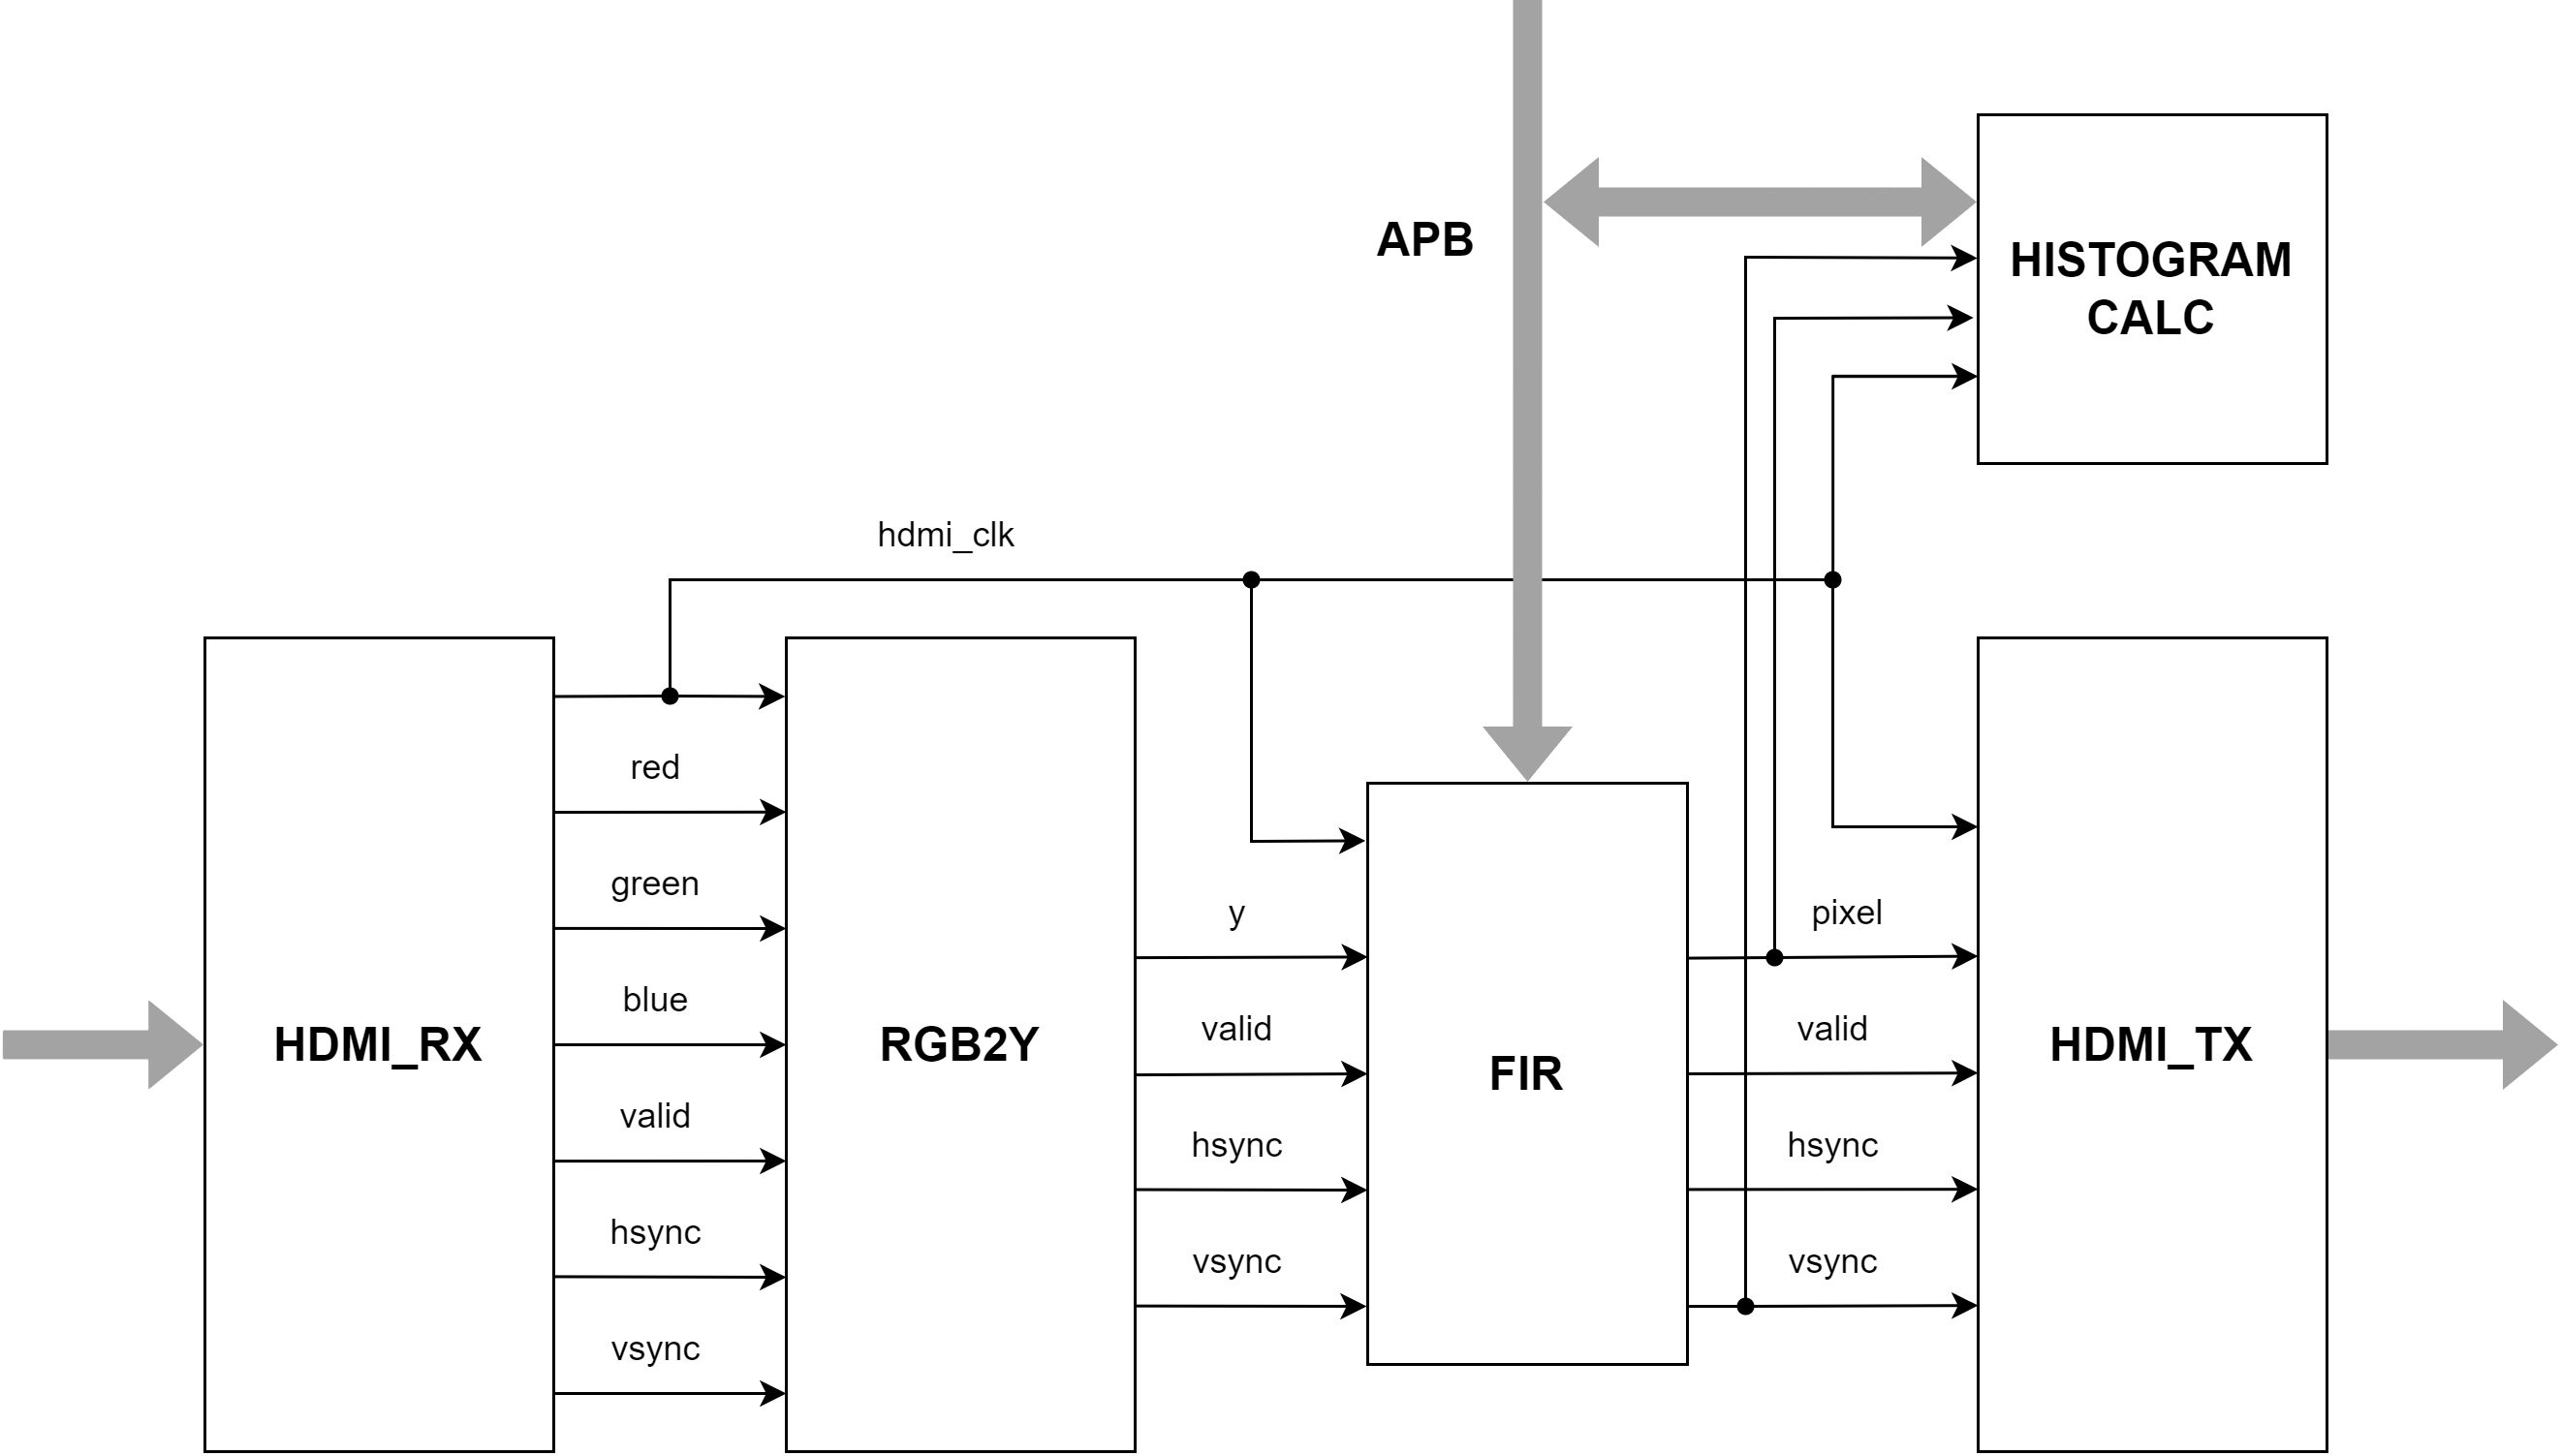 APB
HISTOGRAM
CALC
hdmi_clk
HDMI_RX
red
green
blue
valid
hsync
vsync
RGB2Y
y
valid
hsync
vsync
FIR
pixel
valid
hsync
vsync
HDMI_TX